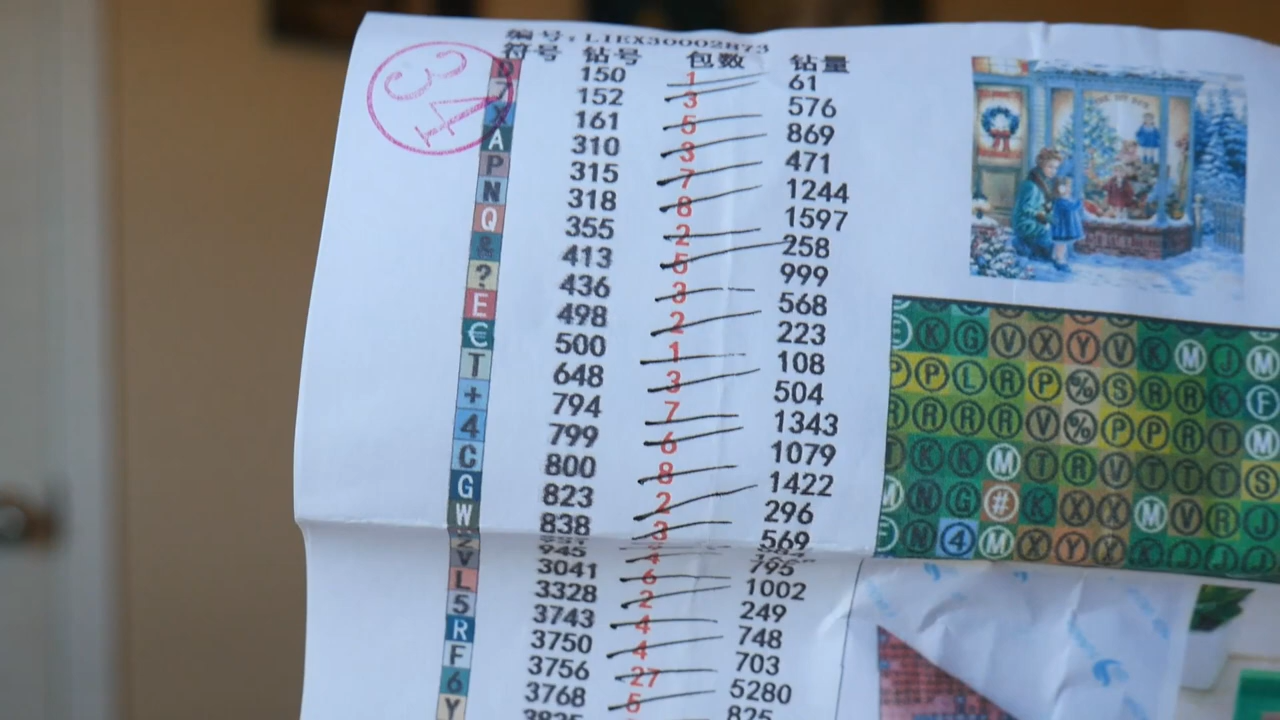 编号:LIEX30002873
符号 钻号 包数 钻量
D 150 1 61
7 152 3 576
161 5 869
A 310 3 471
P 315 7 1244
N 318 8 1597
Q 355 2 258
& 413 5 999
? 436 3 568
E 498 2 223
€ 500 1 108
T 648 3 504
+ 794 7 1343
4 799 6 1079
C 800 8 1422
G 823 2 296
W 838 3 569
V 945 795
L 3041 6 1002
5 3328 2 249
R 3743 4 748
F 3750 4 703
6 3756 27 5280
Y 3768 5 825
34
E K G V X Y V K M J M
P P L R P % S R R K F
R R R R V % P P R T M
K K M T R V T T T S
M N G # K X X M V R J
N 4 M X Y X K J J J